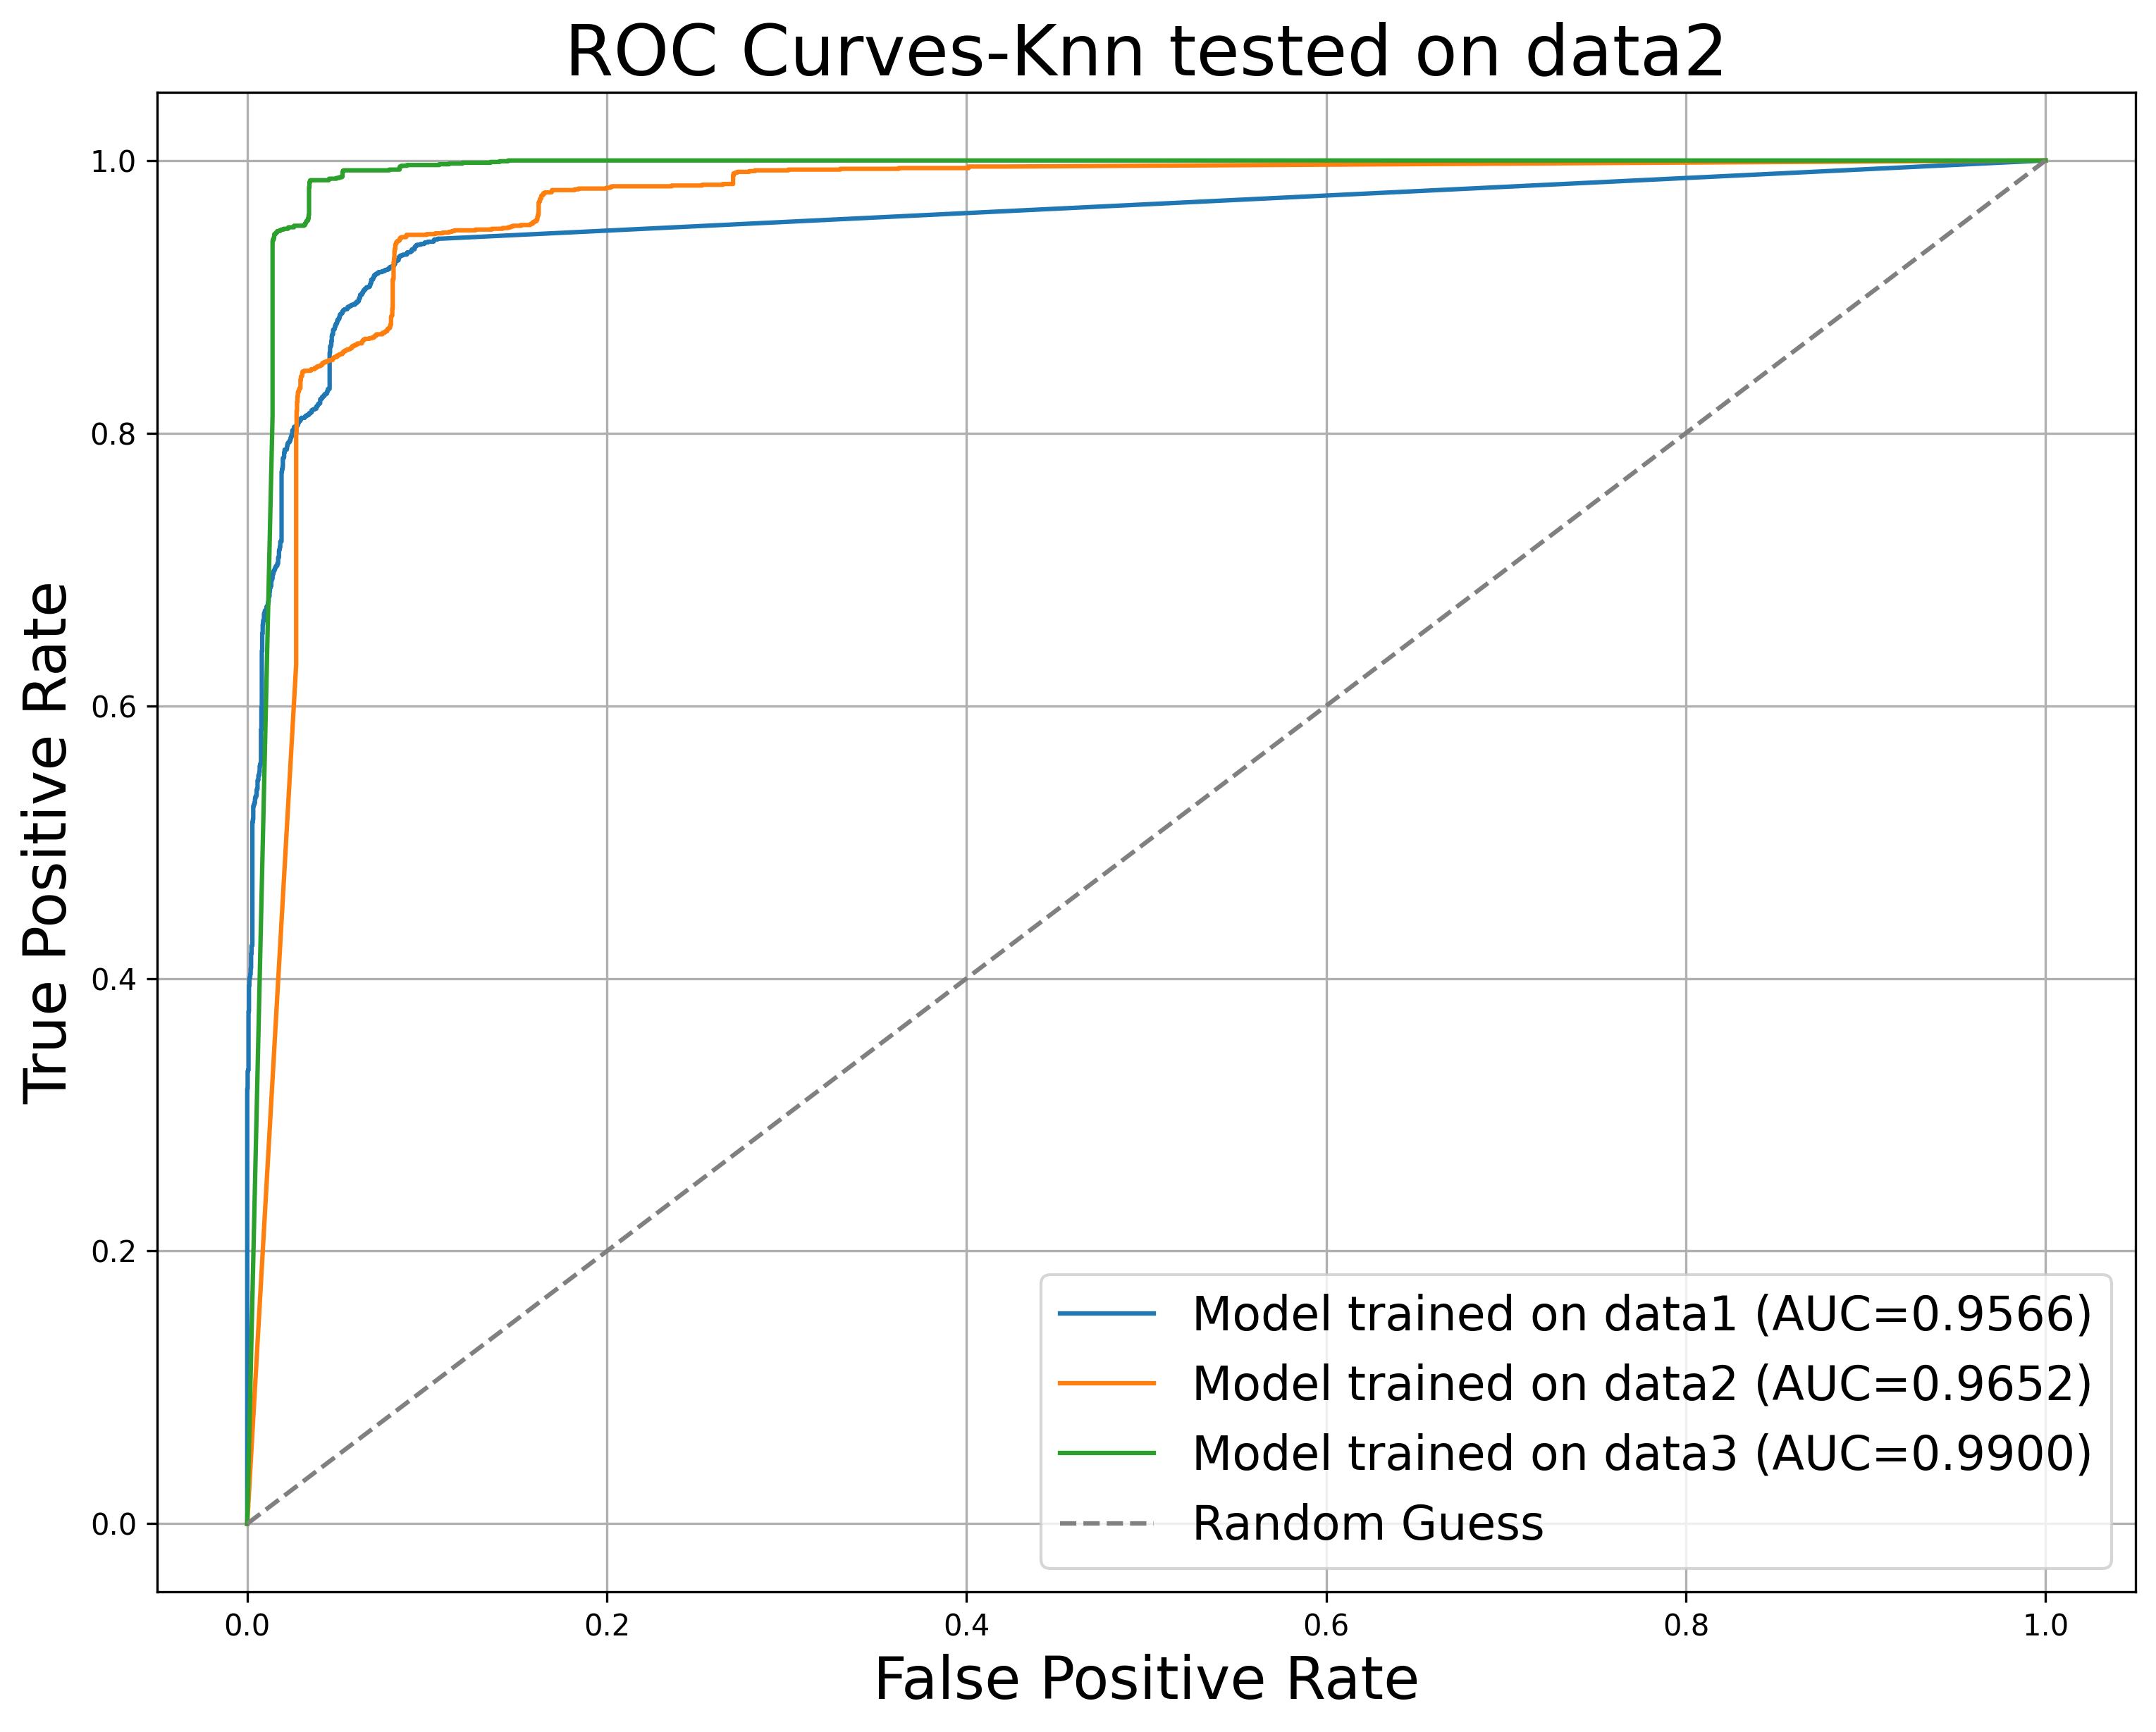 ROC Curves-Knn tested on data2
True Positive Rate
1.0
0.8
0.6
0.4
0.2
0.0
Model trained on data1 (AUC=0.9566)
Model trained on data2 (AUC=0.9652)
Model trained on data3 (AUC=0.9900)
Random Guess
0.0 0.2 0.4 0.6 0.8 1.0
False Positive Rate